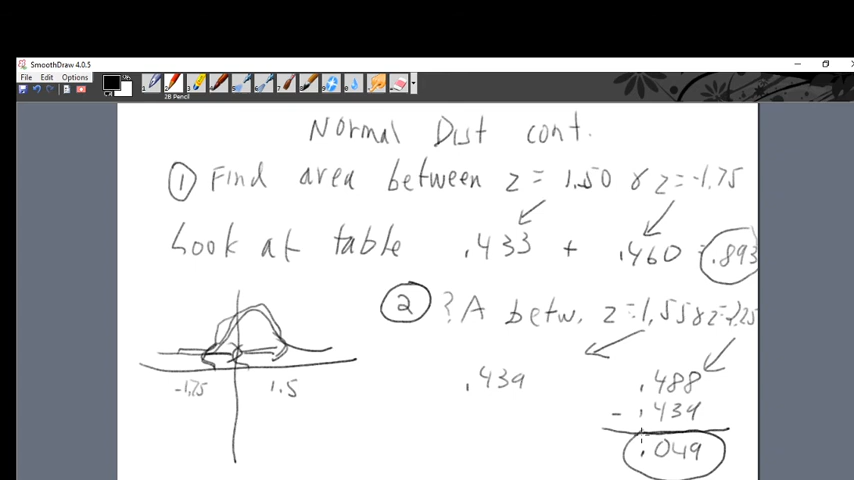 SmoothDraw 4.0.5
File Edit Options
2B Pencil
Normal Dist cont.
① Find area between z = 1.50 & z = -1.75
Look at table .433 + .460 = .893
② ? A betw. z = 1.55 & z =
.439 .488
- .439
.049
-1.75 1.5